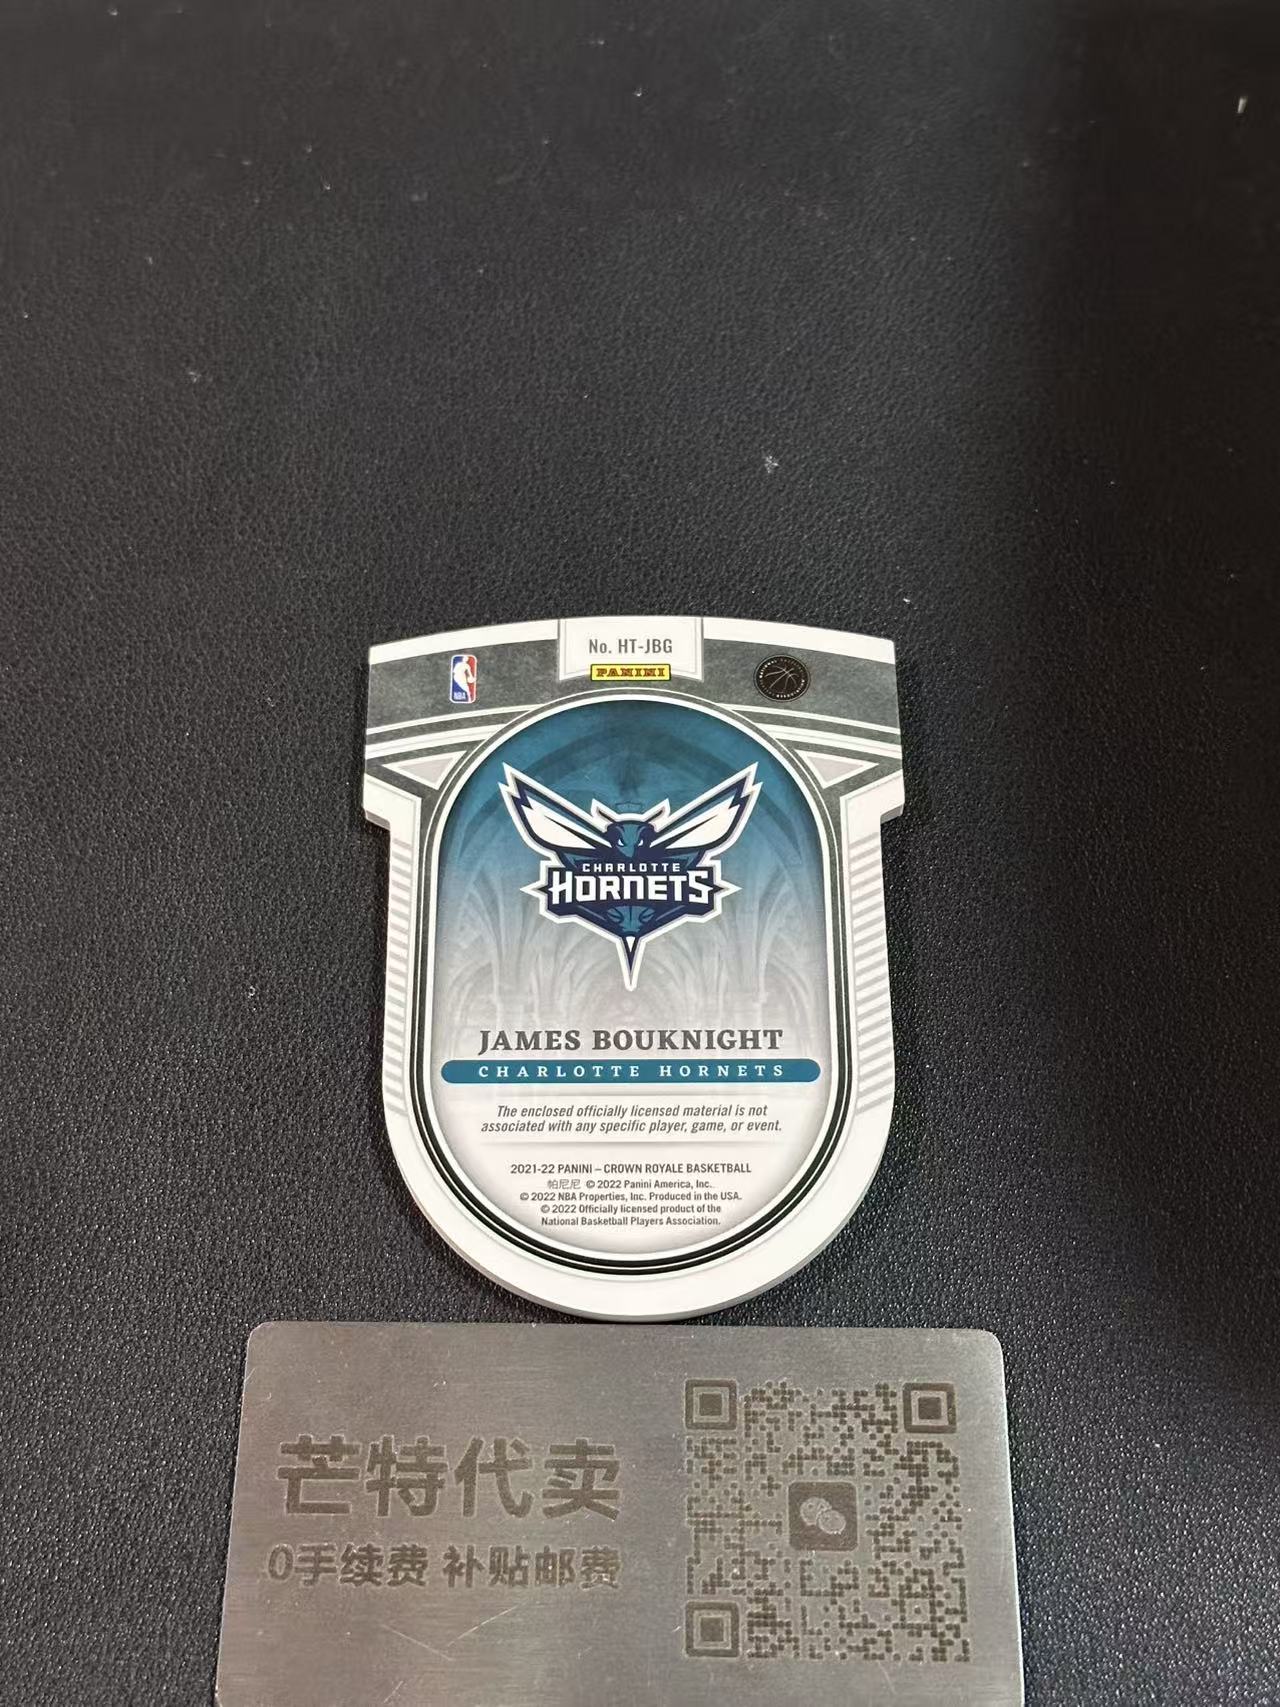 No. HT-JBG
PANINI
NBA
CHARLOTTE
HORNETS
JAMES BOUKNIGHT
CHARLOTTE HORNETS
The enclosed officially licensed material is not
associated with any specific player, game, or event.
2021-22 PANINI – CROWN ROYALE BASKETBALL
帕尼尼 © 2022 Panini America, Inc.
© 2022 NBA Properties, Inc. Produced in the USA.
© 2022 Officially licensed product of the
National Basketball Players Association.
芒特代卖
0手续费 补贴邮费